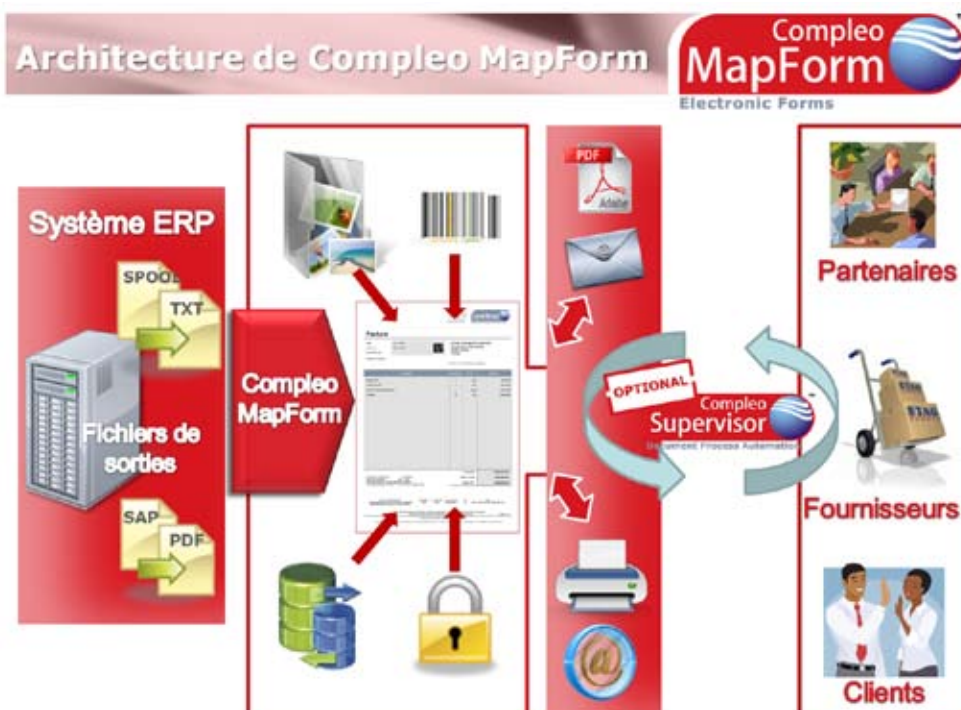 Architecture de Compleo MapForm
Compleo
MapForm
Electronic Forms
Système ERP
SPOOL
TXT
Fichiers de
sorties
SAP
PDF
Compleo
MapForm
Facture
PDF
Adobe
OPTIONAL
Compleo
Supervisor
Document Process Automation
Partenaires
Fournisseurs
Clients